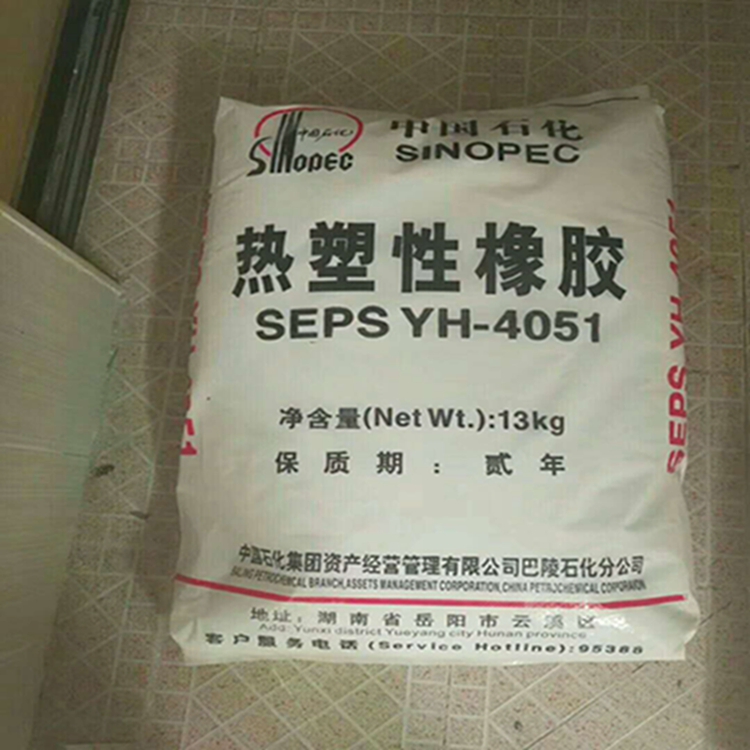 中国石化
SINOPEC
中国石化
SINOPEC
热塑性橡胶
SEPS YH-4051
净含量(Net Wt.):13kg
保质期：贰年
中国石化集团资产经营管理有限公司巴陵石化分公司
BALING PETROCHEMICAL BRANCH,ASSETS MANAGEMENT CORPORATION,CHINA PETROCHEMICAL CORPORATION
地址：湖南省岳阳市云溪区
Add: Yunxi district Yueyang city Hunan province
客户服务电话(Service Hotline):95388
SEPS YH-4051